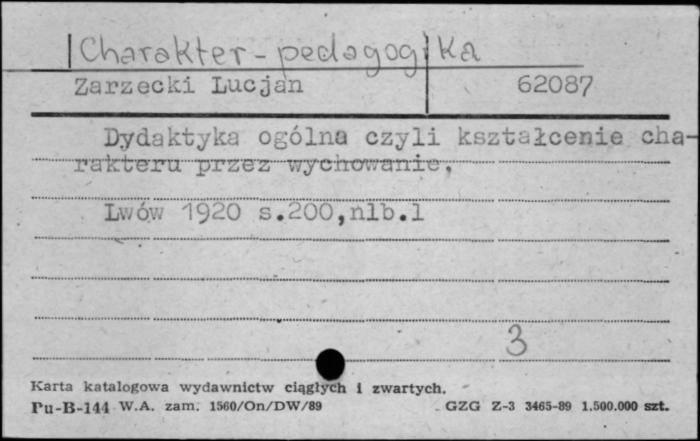 Charakter-pedagogika
Zarzecki Lucjan 62087
Dydaktyka ogólna czyli kształcenie cha-
rakteru przez wychowanie,
Lwów 1920 s.200,nlb.1
3
Karta katalogowa wydawnictw ciągłych i zwartych.
Pu-B-144 W.A. zam. 1560/On/DW/89 GZG Z-3 3465-89 1.500.000 szt.